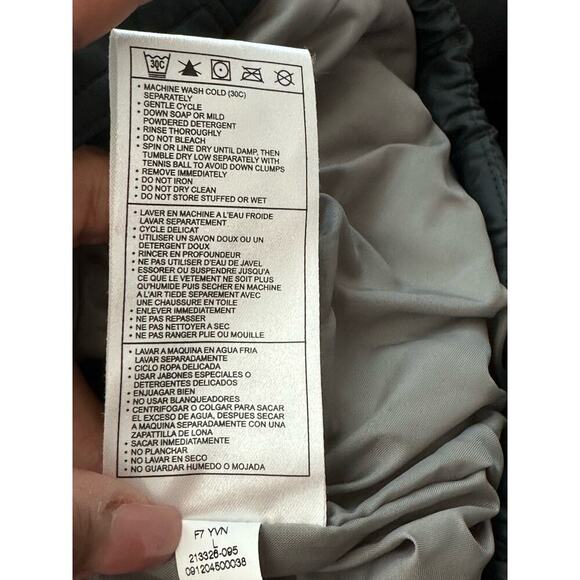 30C
• MACHINE WASH COLD (30C)
SEPARATELY
• GENTLE CYCLE
• DOWN SOAP OR MILD
POWDERED DETERGENT
• RINSE THOROUGHLY
• DO NOT BLEACH
• SPIN OR LINE DRY UNTIL DAMP, THEN
TUMBLE DRY LOW SEPARATELY WITH
TENNIS BALL TO AVOID DOWN CLUMPS
• REMOVE IMMEDIATELY
• DO NOT IRON
• DO NOT DRY CLEAN
• DO NOT STORE STUFFED OR WET
• LAVER EN MACHINE A L'EAU FROIDE
LAVAR SEPARATEMENT
• CYCLE DELICAT
• UTILISER UN SAVON DOUX OU UN
DETERGENT DOUX
• RINCER EN PROFONDEUR
• NE PAS UTILISER D'EAU DE JAVEL
• ESSORER OU SUSPENDRE JUSQU'A
CE QUE LE VETEMENT NE SOIT PLUS
QU'HUMIDE PUIS SECHER EN MACHINE
A L'AIR TIEDE SEPAREMENT AVEC
UNE CHAUSSURE EN TOILE
• ENLEVER IMMEDIATEMENT
• NE PAS REPASSER
• NE PAS NETTOYER A SEC
• NE PAS RANGER PLIE OU MOUILLE
• LAVAR A MAQUINA EN AGUA FRIA
LAVAR SEPARADAMENTE
• CICLO ROPA DELICADA
• USAR JABONES ESPECIALES O
DETERGENTES DELICADOS
• ENJUAGAR BIEN
• NO USAR BLANQUEADORES
• CENTRIFOGAR O COLGAR PARA SACAR
EL EXCESO DE AGUA, DESPUES SECAR
A MAQUINA SEPARADAMENTE CON UNA
ZAPATTILLA DE LONA
• SACAR INMEDIATAMENTE
• NO PLANCHAR
• NO LAVAR EN SECO
• NO GUARDAR HUMEDO O MOJADA
F7 YVN
L
213326-095
091204500038